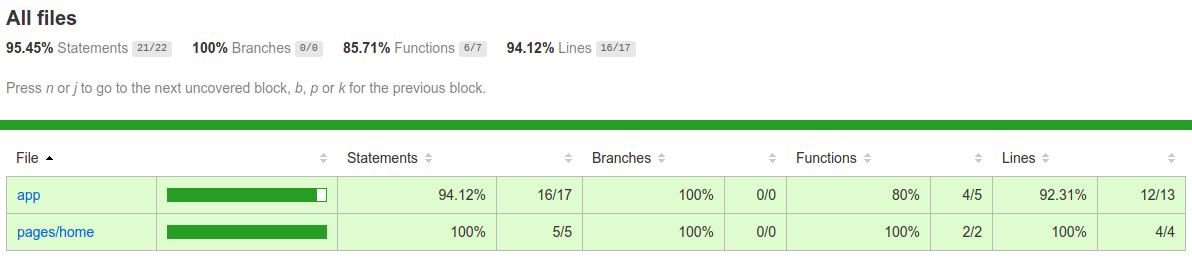 All files
95.45% Statements 21/22 100% Branches 0/0 85.71% Functions 6/7 94.12% Lines 16/17
Press n or j to go to the next uncovered block, b, p or k for the previous block.
File Statements Branches Functions Lines
app 94.12% 16/17 100% 0/0 80% 4/5 92.31% 12/13
pages/home 100% 5/5 100% 0/0 100% 2/2 100% 4/4